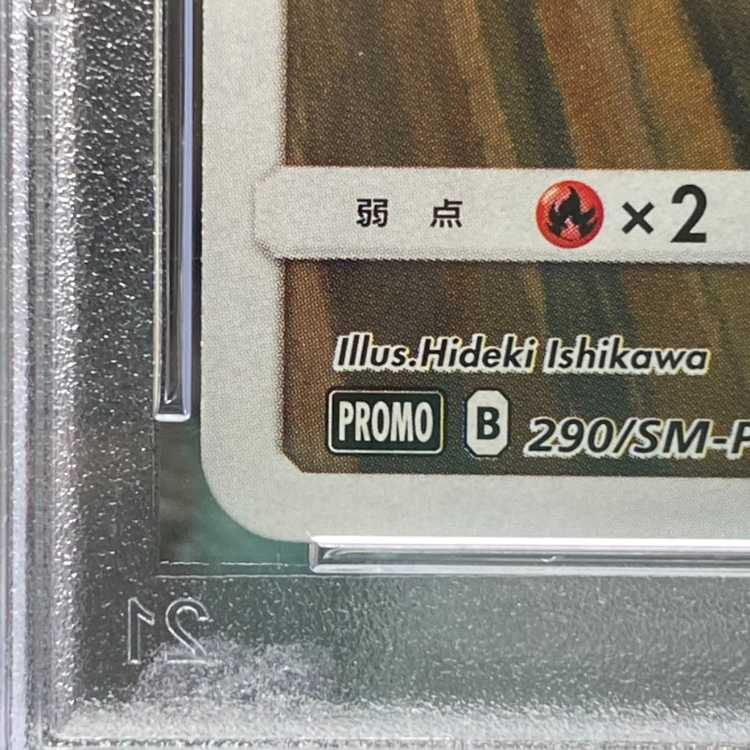 弱 点 ×2
Illus.Hideki Ishikawa
PROMO B 290/SM-P
21